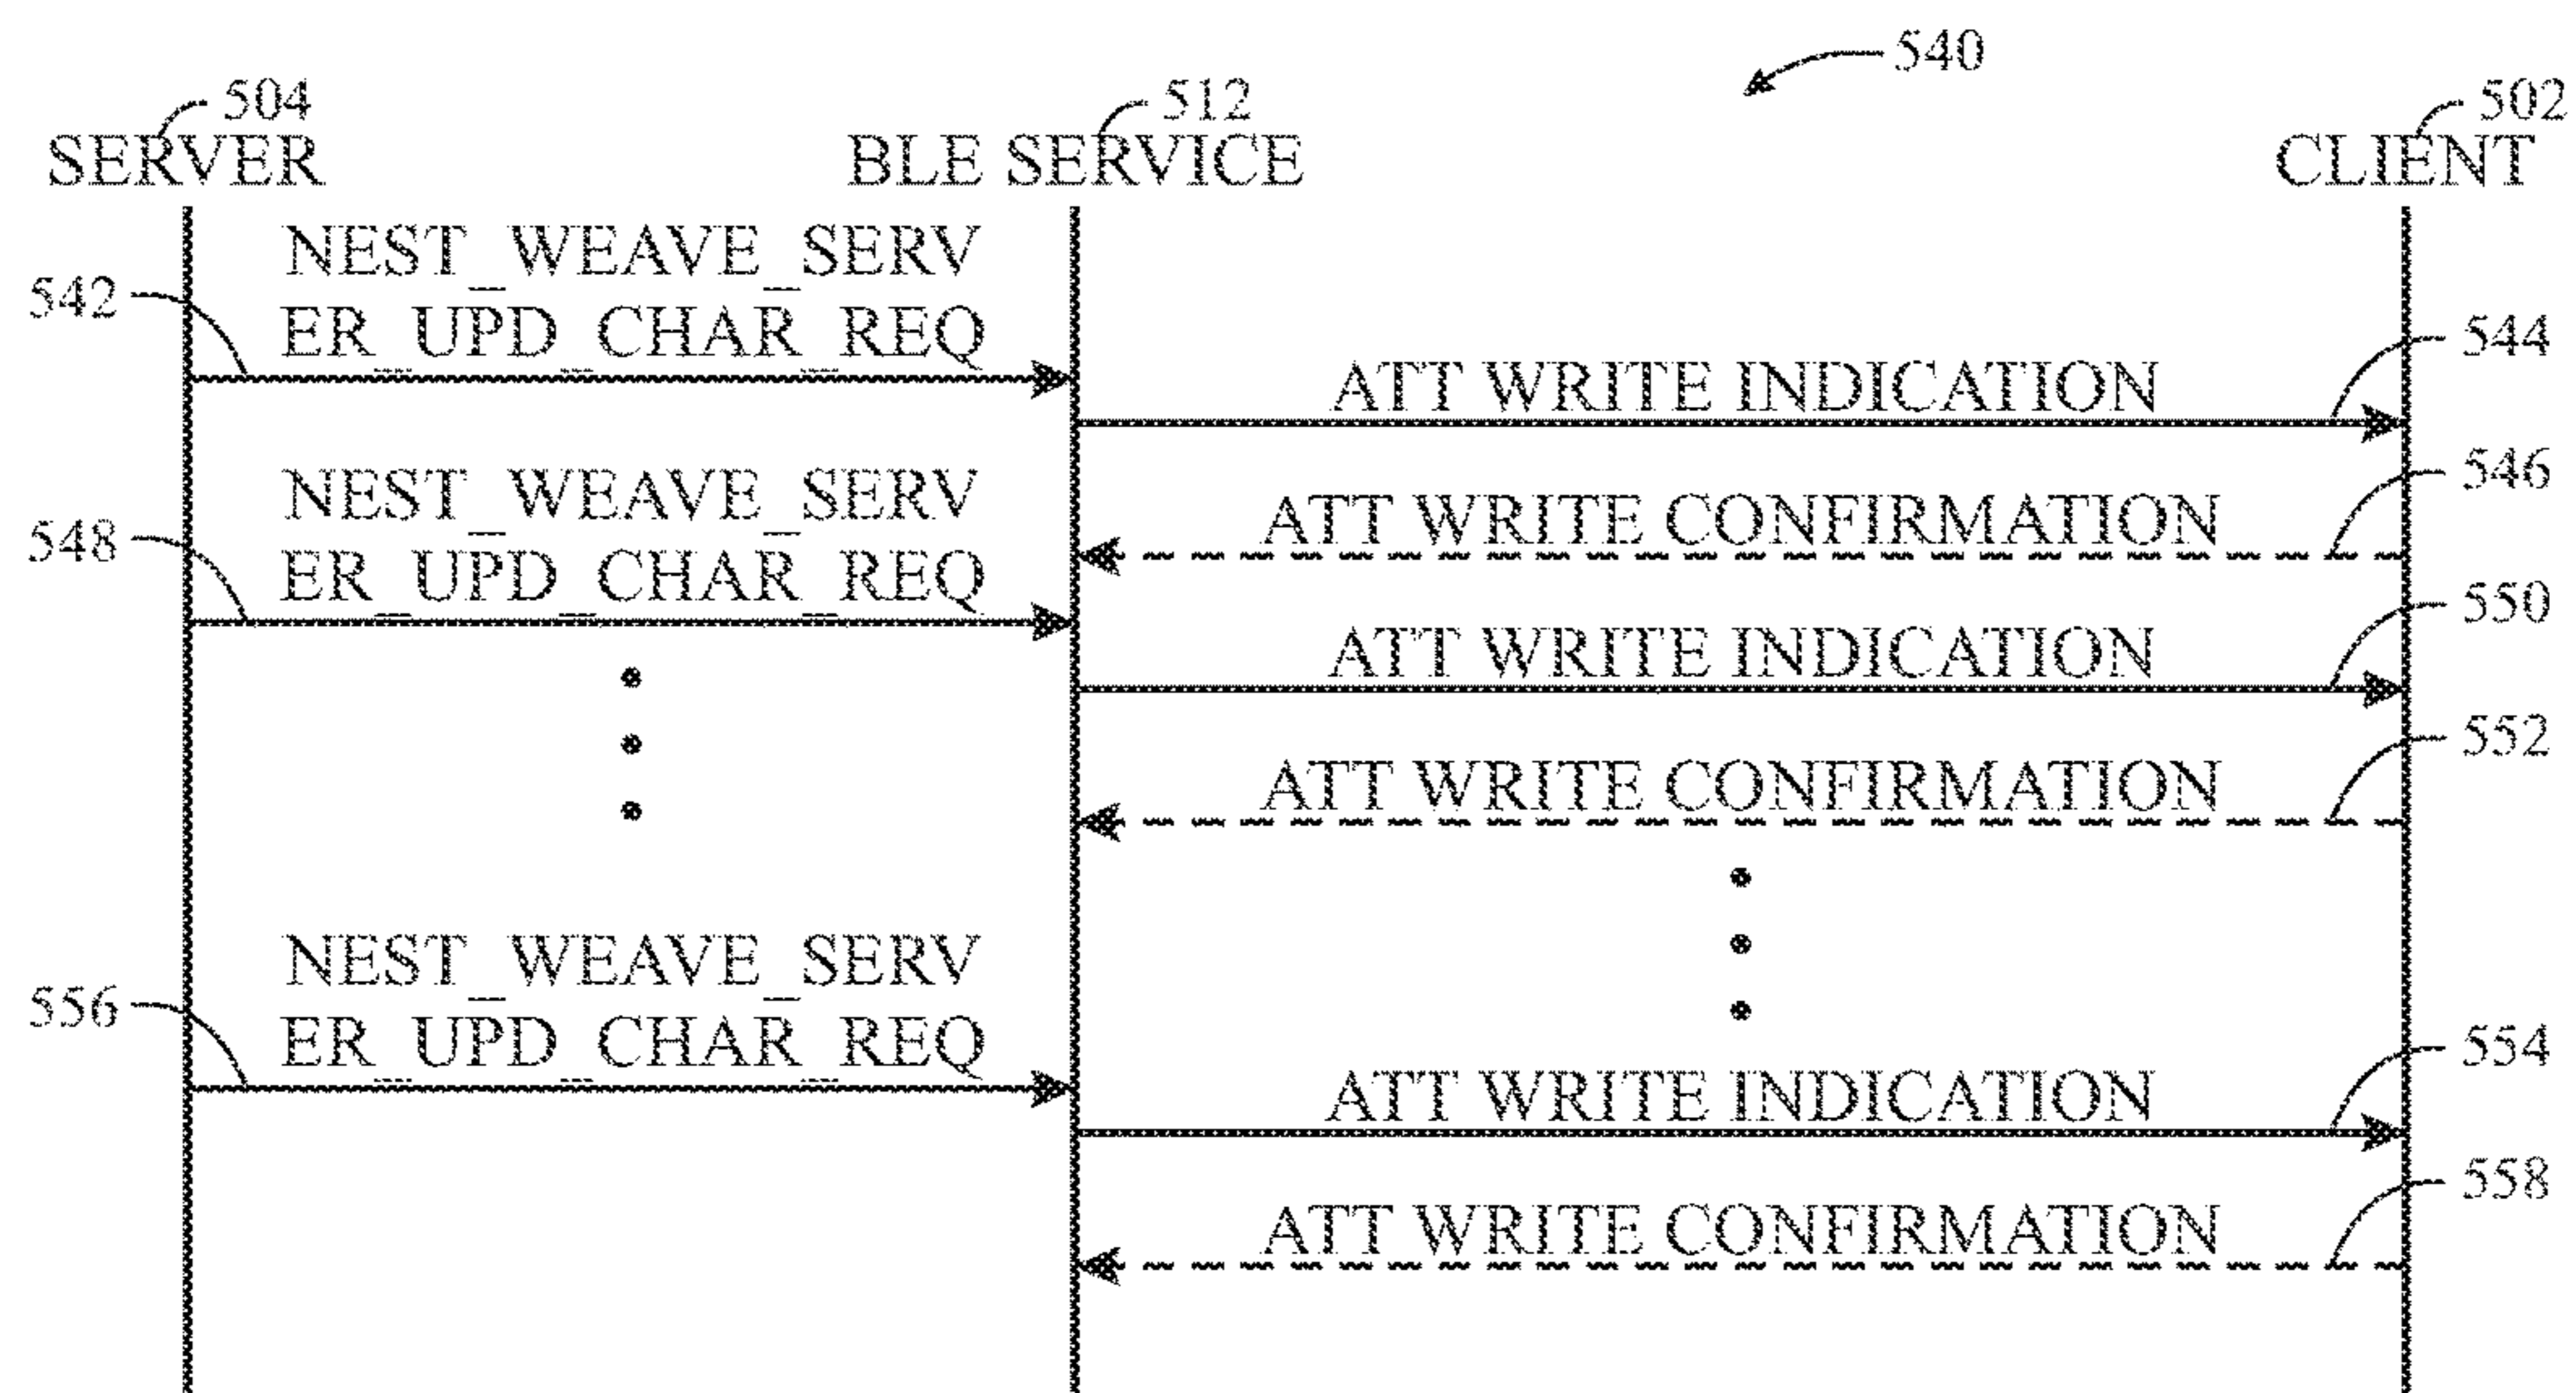 540
504
512
502
SERVER
BLE SERVICE
CLIENT
NEST_WEAVE_SERV
ER_UPD_CHAR_REQ
542
544
ATT WRITE INDICATION
546
ATT WRITE CONFIRMATION
NEST_WEAVE_SERV
ER_UPD_CHAR_REQ
548
550
ATT WRITE INDICATION
552
ATT WRITE CONFIRMATION
NEST_WEAVE_SERV
ER_UPD_CHAR_REQ
556
554
ATT WRITE INDICATION
558
ATT WRITE CONFIRMATION